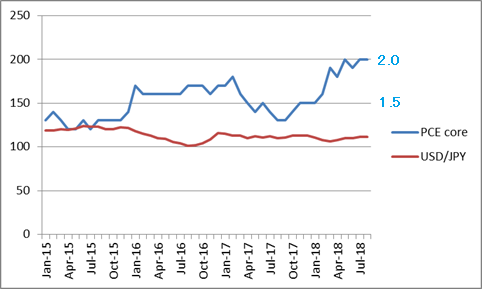 250
200
150
100
50
0
2.0
1.5
PCE core
USD/JPY
Jan-15
Apr-15
Jul-15
Oct-15
Jan-16
Apr-16
Jul-16
Oct-16
Jan-17
Apr-17
Jul-17
Oct-17
Jan-18
Apr-18
Jul-18